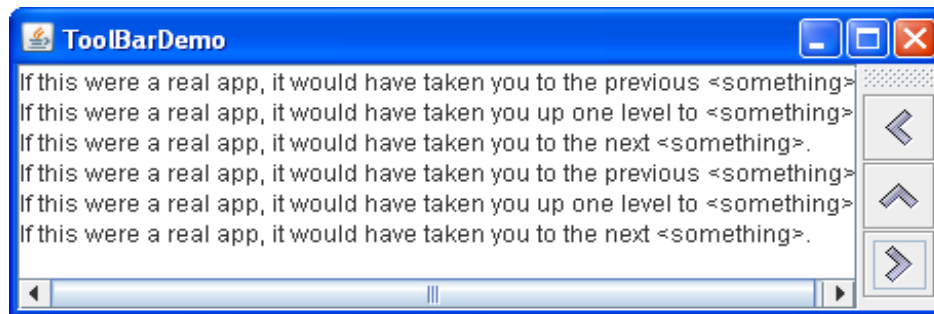 ToolBarDemo
If this were a real app, it would have taken you to the previous <something>
If this were a real app, it would have taken you up one level to <something>
If this were a real app, it would have taken you to the next <something>.
If this were a real app, it would have taken you to the previous <something>
If this were a real app, it would have taken you up one level to <something>
If this were a real app, it would have taken you to the next <something>.